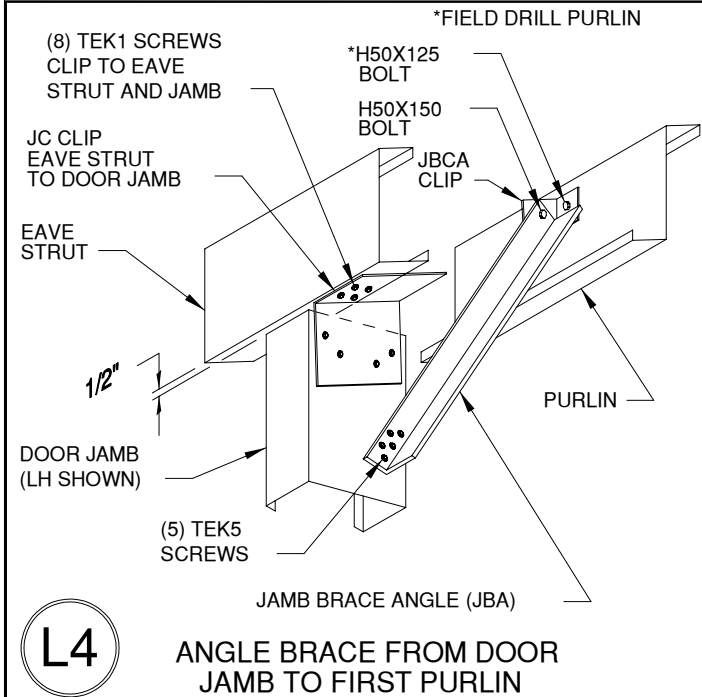 *FIELD DRILL PURLIN
(8) TEK1 SCREWS
CLIP TO EAVE
STRUT AND JAMB
*H50X125
BOLT
H50X150
BOLT
JC CLIP
EAVE STRUT
TO DOOR JAMB
JBCA
CLIP
EAVE
STRUT
1/2"
PURLIN
DOOR JAMB
(LH SHOWN)
(5) TEK5
SCREWS
JAMB BRACE ANGLE (JBA)
L4
ANGLE BRACE FROM DOOR
JAMB TO FIRST PURLIN